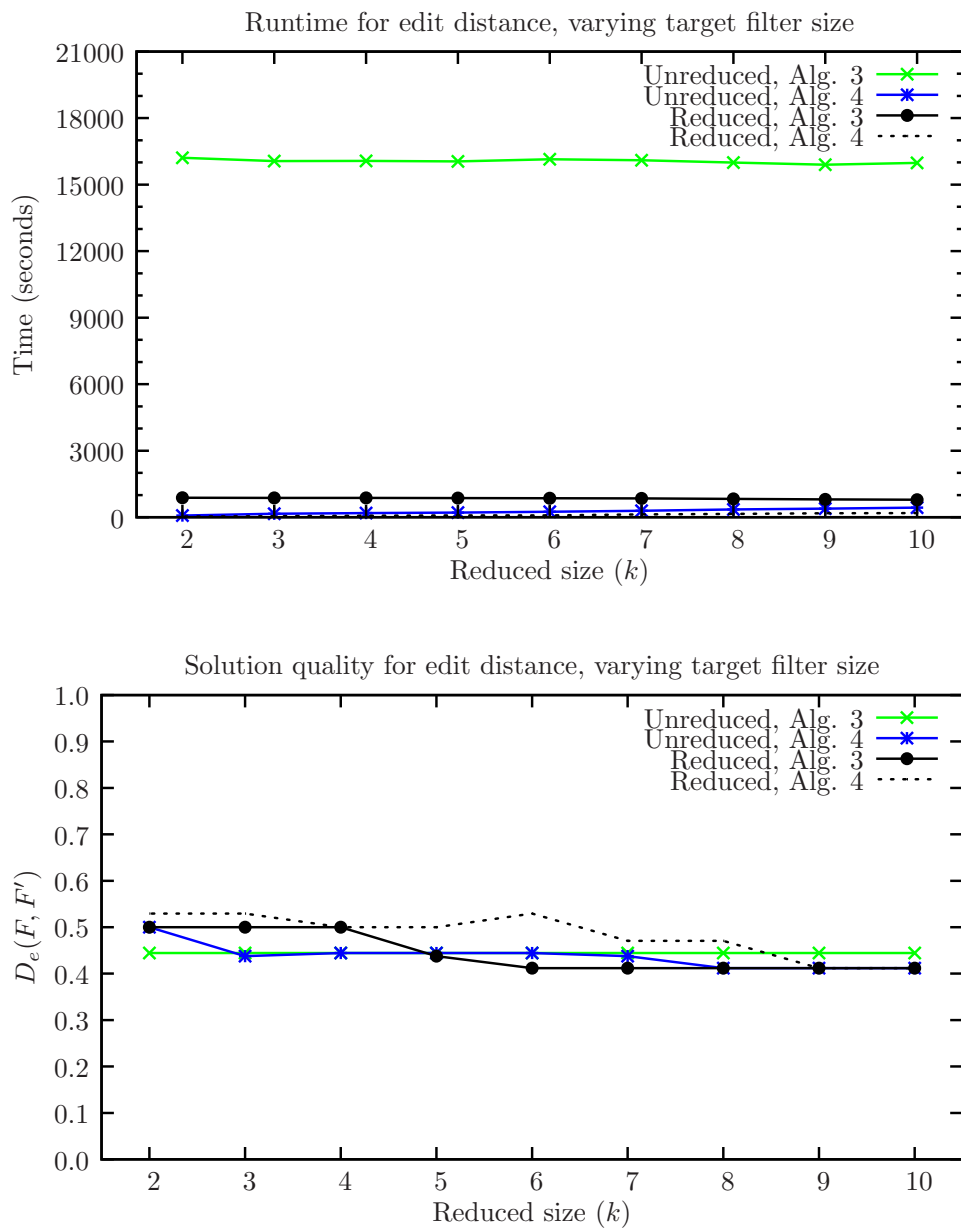 Runtime for edit distance, varying target filter size
21000
18000
15000
12000
9000
6000
3000
0
Time (seconds)
Unreduced, Alg. 3
Unreduced, Alg. 4
Reduced, Alg. 3
Reduced, Alg. 4
2 3 4 5 6 7 8 9 10
Reduced size (k)
Solution quality for edit distance, varying target filter size
1.0
0.9
0.8
0.7
0.6
0.5
0.4
0.3
0.2
0.1
0.0
D_e(F, F′)
Unreduced, Alg. 3
Unreduced, Alg. 4
Reduced, Alg. 3
Reduced, Alg. 4
2 3 4 5 6 7 8 9 10
Reduced size (k)